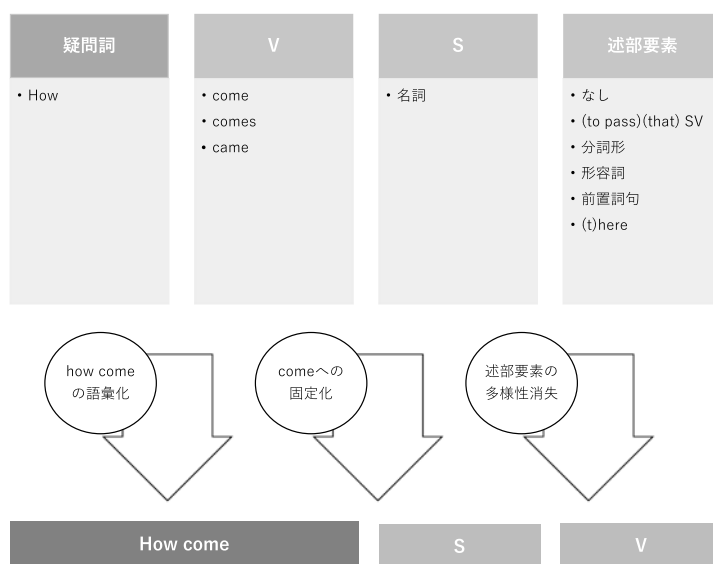 疑問詞
• How
V
• come
• comes
• came
S
• 名詞
述部要素
• なし
• (to pass)(that) SV
• 分詞形
• 形容詞
• 前置詞句
• (t)here
how come
の語彙化
comeへの
固定化
述部要素の
多様性消失
How come
S
V